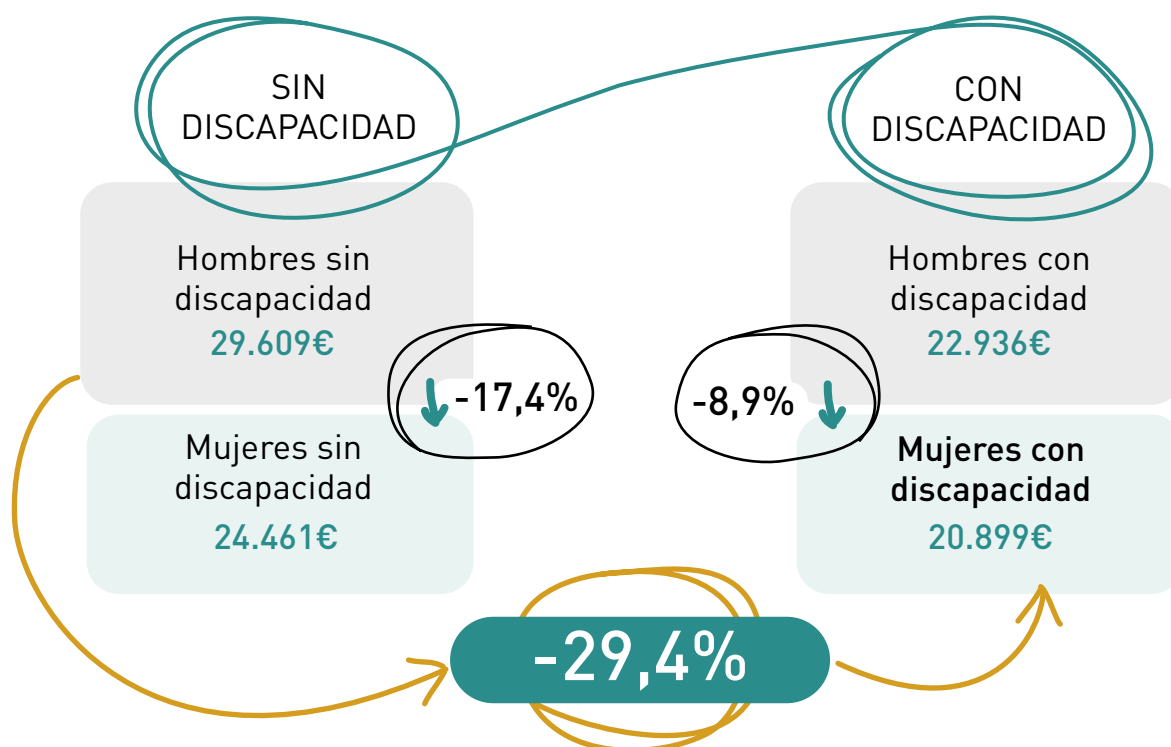 SIN
DISCAPACIDAD
CON
DISCAPACIDAD
Hombres sin
discapacidad
29.609€
Hombres con
discapacidad
22.936€
-17,4%
-8,9%
Mujeres sin
discapacidad
24.461€
Mujeres con
discapacidad
20.899€
-29,4%